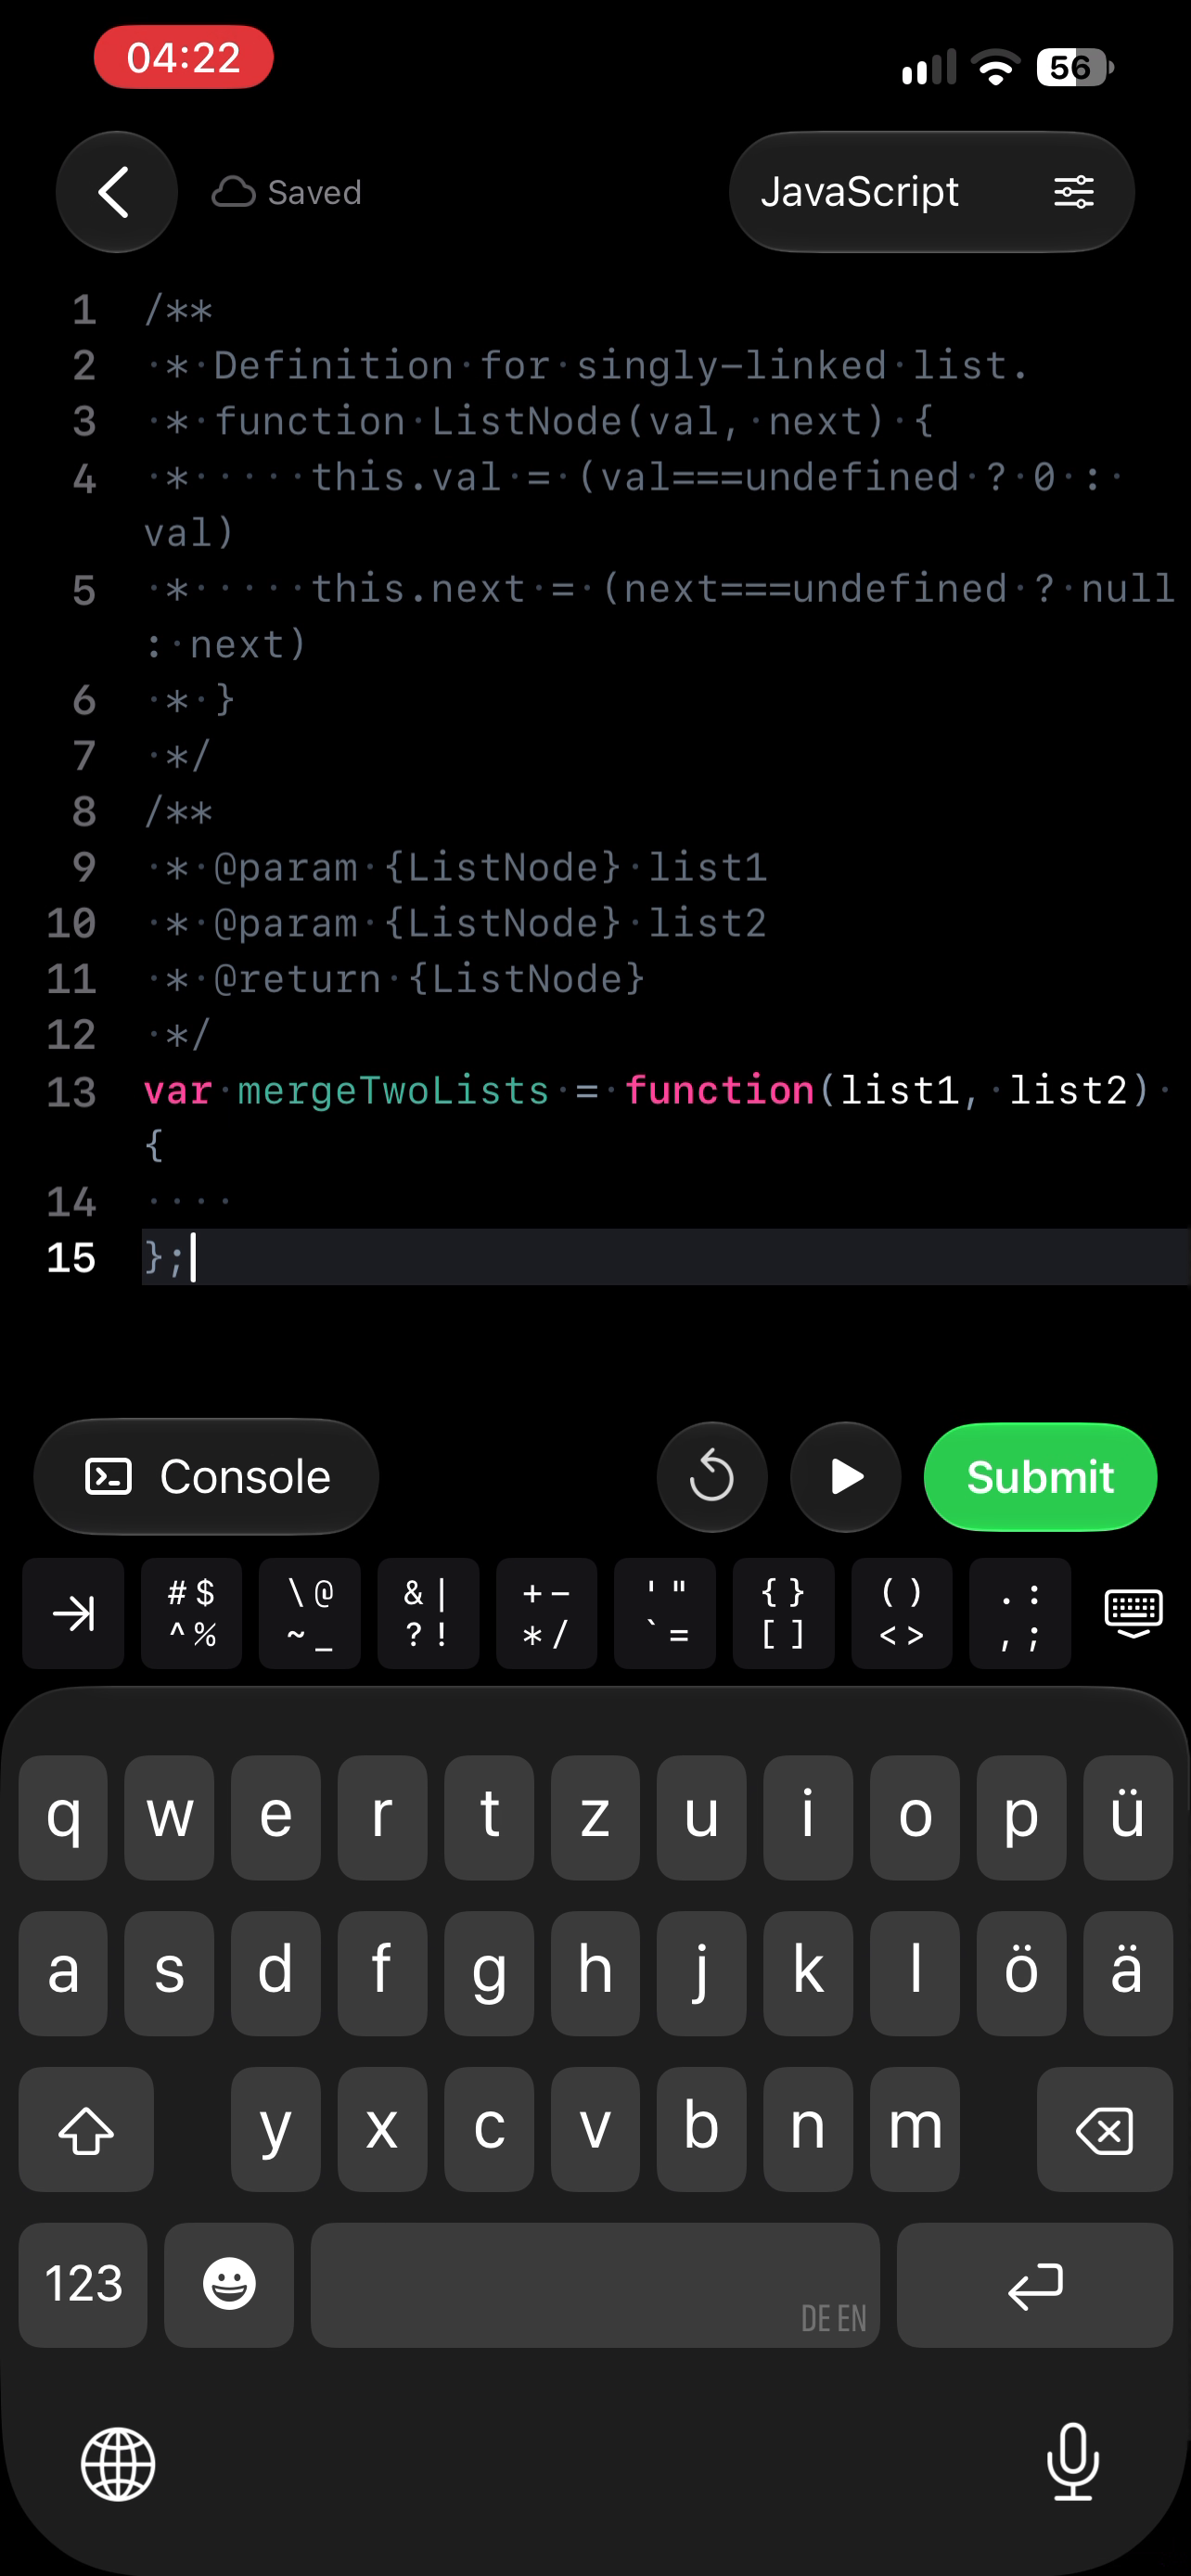 04:22
56
Saved
JavaScript
1 /**
2  * Definition for singly-linked list.
3  * function ListNode(val, next) {
4  *     this.val = (val===undefined ? 0 :
val)
5  *     this.next = (next===undefined ? null
: next)
6  * }
7  */
8 /**
9  * @param {ListNode} list1
10  * @param {ListNode} list2
11  * @return {ListNode}
12  */
13 var mergeTwoLists = function(list1, list2)
{
14
15 };
Console
Submit
# $ \ @ & | + - ' " { } ( ) . :
^ % ~ _ ? ! * / ` = [ ] < > , ;
q w e r t z u i o p ü
a s d f g h j k l ö ä
y x c v b n m
123
DE EN